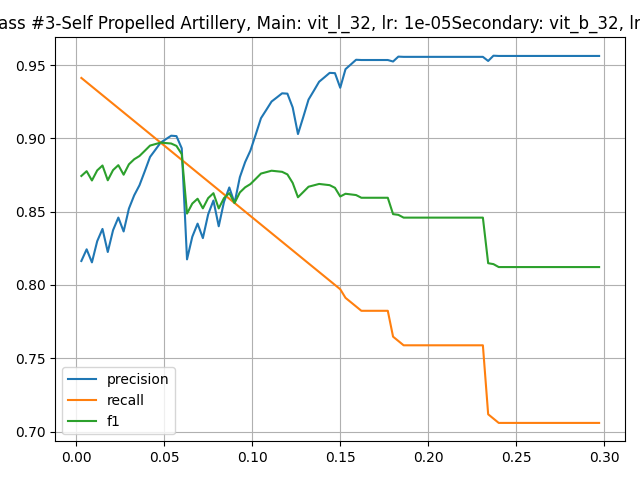 ass #3-Self Propelled Artillery, Main: vit_l_32, lr: 1e-05Secondary: vit_b_32, lr
0.95
0.90
0.85
0.80
0.75
0.70
precision
recall
f1
0.00 0.05 0.10 0.15 0.20 0.25 0.30